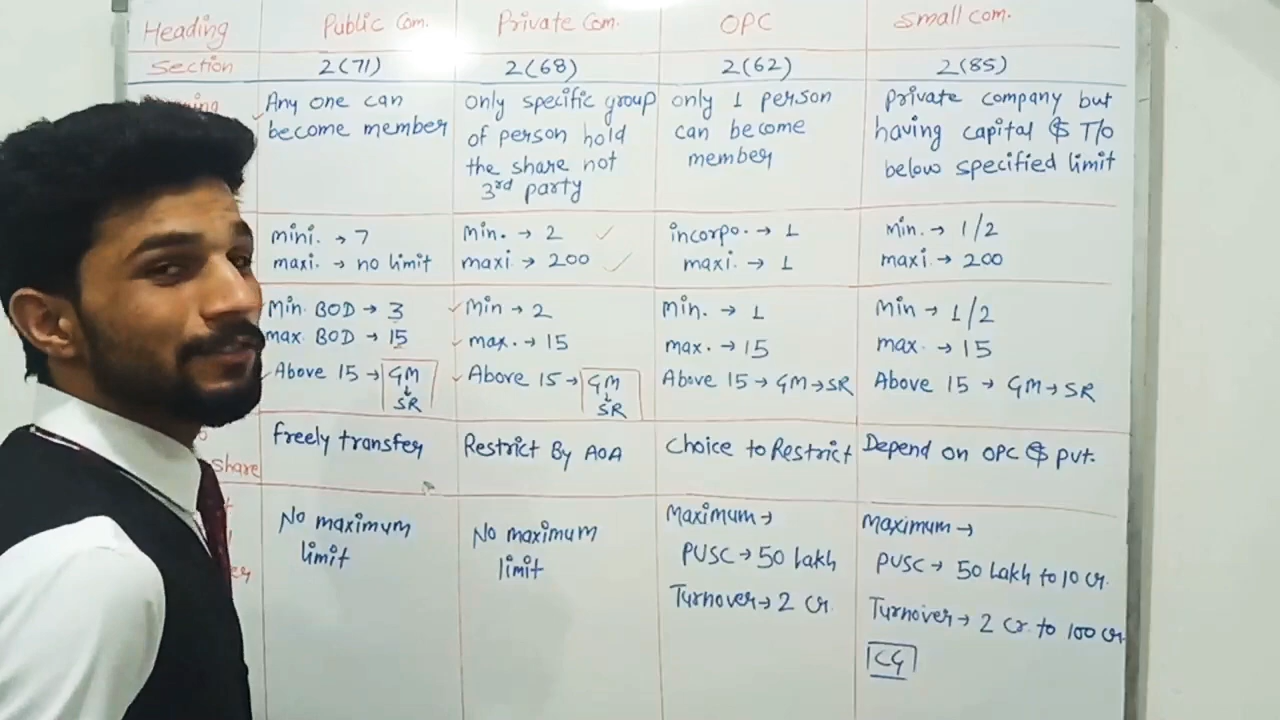 Heading Public Com. Private Com. OPC Small com.
Section 2(71) 2(68) 2(62) 2(85)
Any one can
become member
only specific group
of person hold
the share not
3rd party
only 1 person
can become
member
private company but
having capital & T/o
below specified limit
mini. → 7
maxi. → no limit
Min. → 2
maxi → 200
incorpo. → 1
maxi. → 1
min. → 1/2
maxi → 200
Min. BOD → 3
max. BOD → 15
Above 15 → GM
↓
SR
Min → 2
max. → 15
Above 15 → GM
↓
SR
min. → 1
max. → 15
Above 15 → GM → SR
Min → 1/2
max. → 15
Above 15 → GM → SR
share
freely transfer
Restrict By AOA
Choice to Restrict
Depend on OPC & pvt.
No maximum
limit
No maximum
limit
Maximum →
PUSC → 50 lakh
Turnover → 2 Cr.
Maximum →
PUSC → 50 Lakh to 10 cr.
Turnover → 2 Cr. to 100 cr
CG